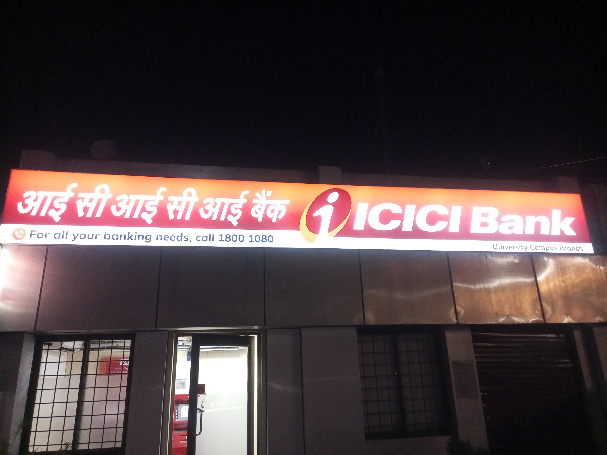 आई सी आई सी आई बैंक
i ICICI Bank
For all your banking needs, call 1800 1080
University Campus Branch